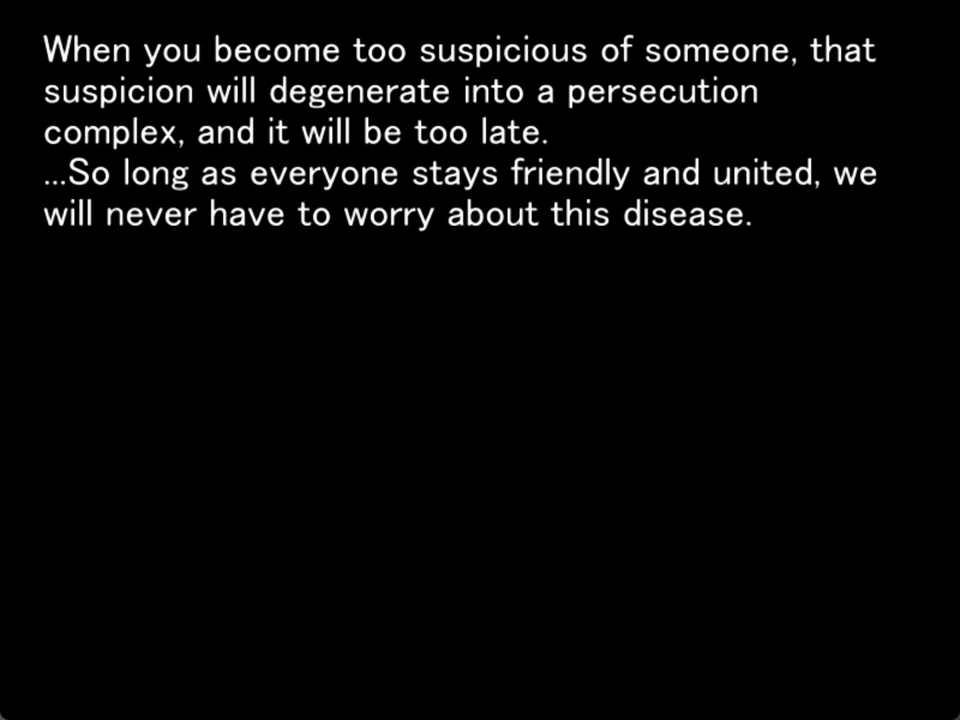 When you become too suspicious of someone, that
suspicion will degenerate into a persecution
complex, and it will be too late.
...So long as everyone stays friendly and united, we
will never have to worry about this disease.